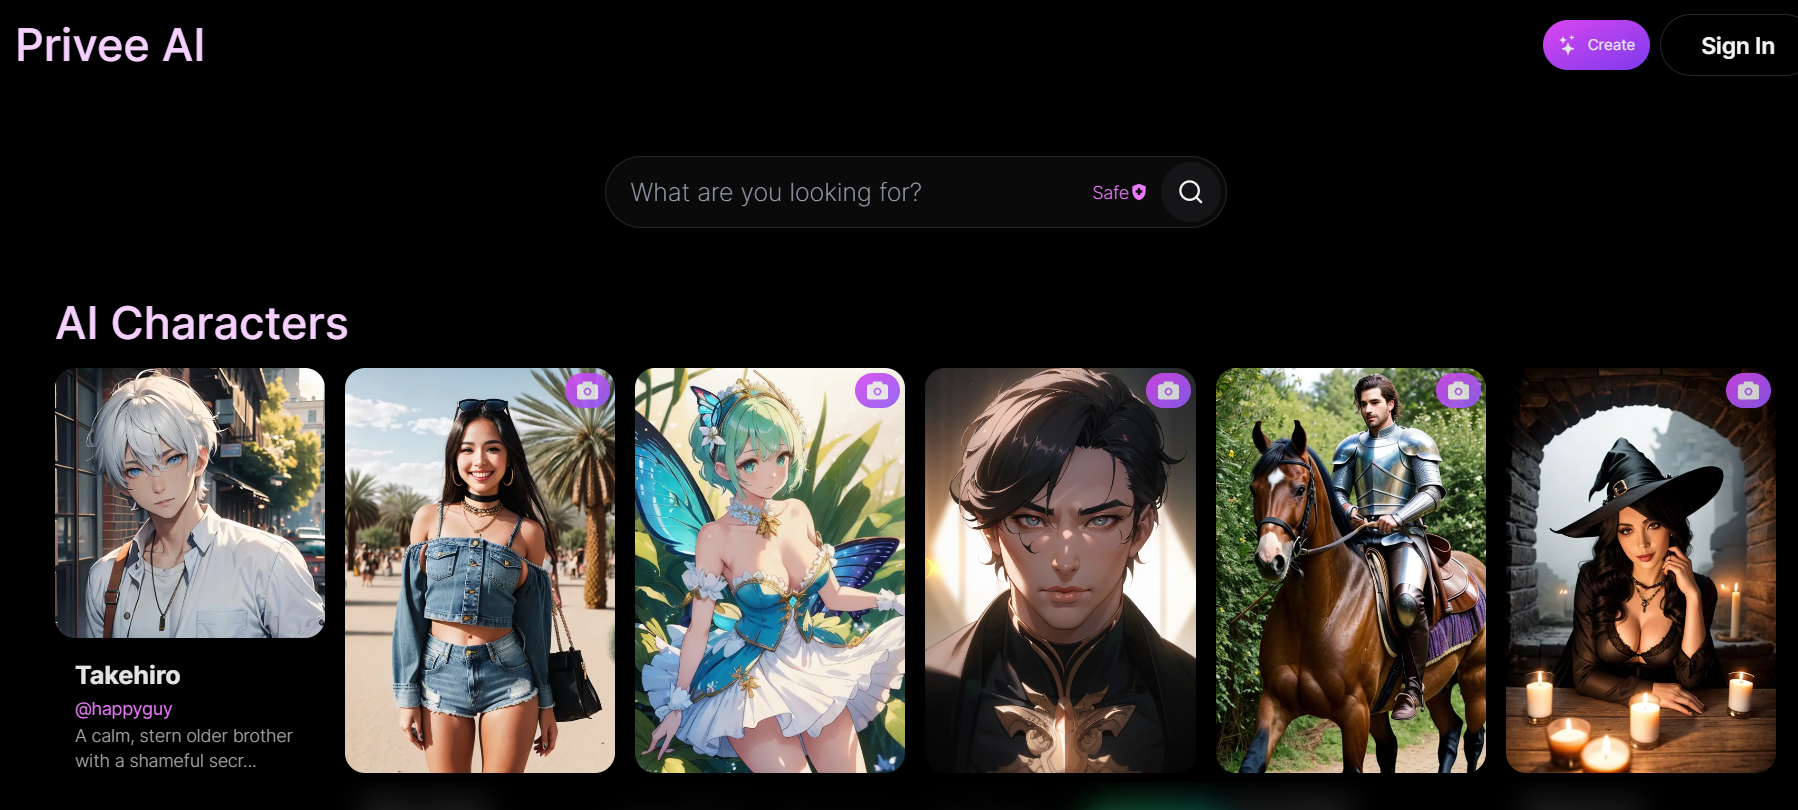 Privee AI
Create
Sign In
What are you looking for?
Safe
AI Characters
Takehiro
@happyguy
A calm, stern older brother
with a shameful secr...